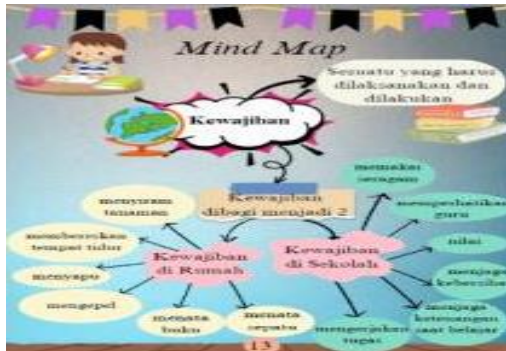 Mind Map
Sesuatu yang harus
dilaksanakan dan
dilakukan
Kewajiban
Kewajiban
dibagi menjadi 2
memakai
seragam
menyiram
tanaman
memperhatikan
guru
membereskan
tempat tidur
Kewajiban
di Rumah
Kewajiban
di Sekolah
nilai
menyapu
menjaga
kebersihan
mengepel
menata
buku
menata
sepatu
mengerjakan
tugas
menjaga
ketenangan
saat belajar
13